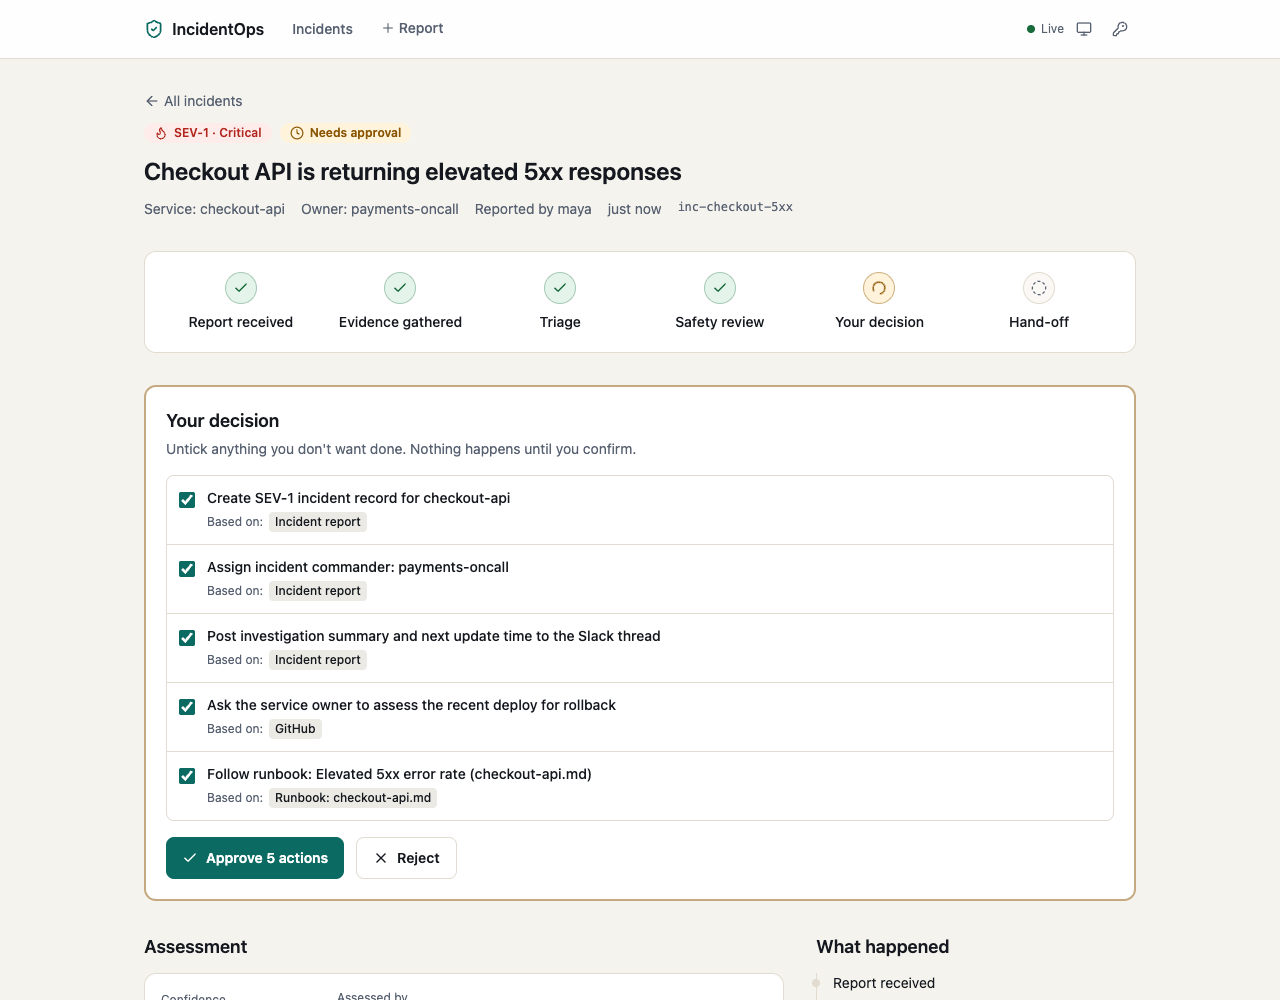 IncidentOps
Incidents
+ Report
Live
← All incidents
SEV-1 · Critical
Needs approval
Checkout API is returning elevated 5xx responses
Service: checkout-api Owner: payments-oncall Reported by maya just now inc-checkout-5xx
Report received
Evidence gathered
Triage
Safety review
Your decision
Hand-off
Your decision
Untick anything you don't want done. Nothing happens until you confirm.
Create SEV-1 incident record for checkout-api
Based on: Incident report
Assign incident commander: payments-oncall
Based on: Incident report
Post investigation summary and next update time to the Slack thread
Based on: Incident report
Ask the service owner to assess the recent deploy for rollback
Based on: GitHub
Follow runbook: Elevated 5xx error rate (checkout-api.md)
Based on: Runbook: checkout-api.md
Approve 5 actions
Reject
Assessment
Confidence
Assessed by
What happened
Report received